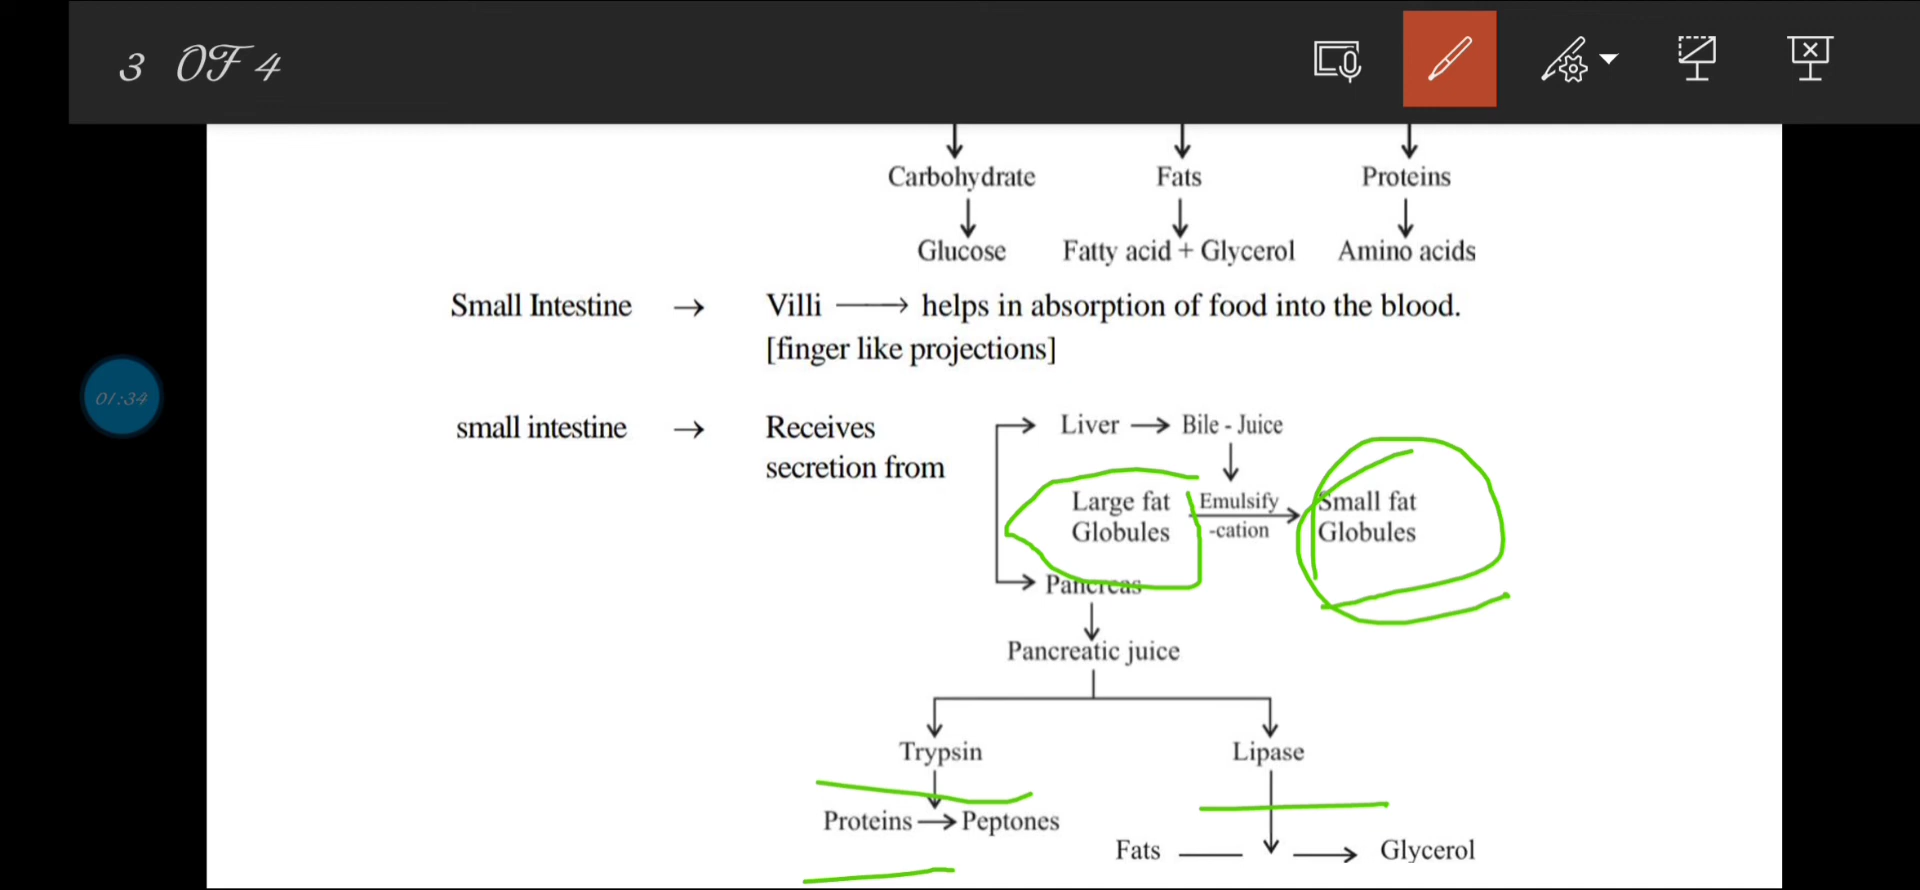 3 OF 4
Carbohydrate Fats Proteins
Glucose Fatty acid + Glycerol Amino acids
Small Intestine → Villi → helps in absorption of food into the blood.
[finger like projections]
01:34
small intestine → Receives
secretion from
Liver → Bile - Juice
Large fat
Globules
Emulsify
-cation
Small fat
Globules
Pancreas
Pancreatic juice
Trypsin Lipase
Proteins → Peptones
Fats → Glycerol